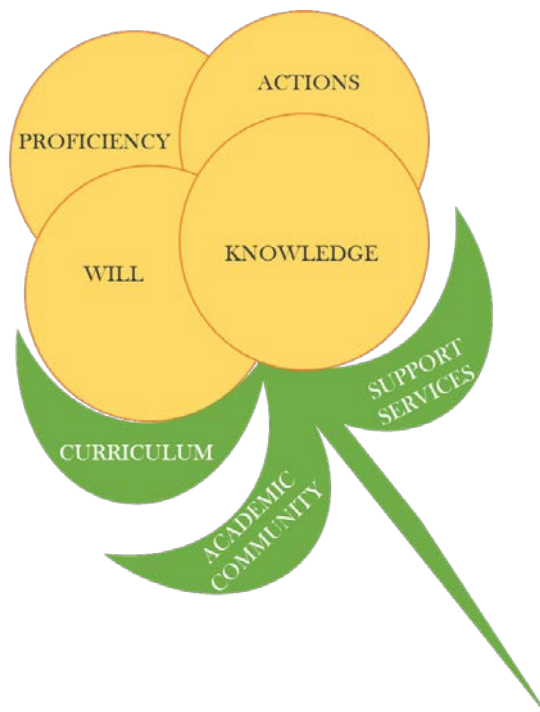 ACTIONS
PROFICIENCY
KNOWLEDGE
WILL
SUPPORT
SERVICES
CURRICULUM
ACADEMIC
COMMUNITY